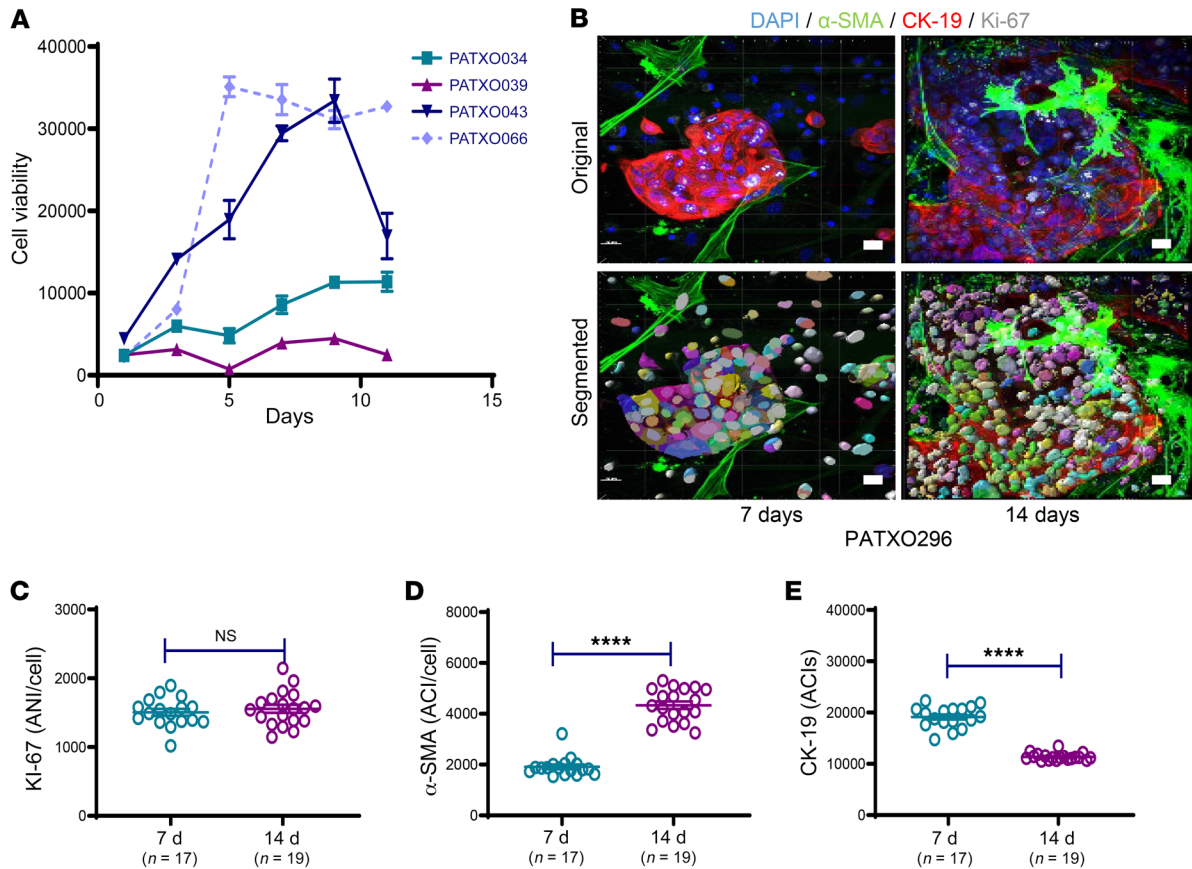 A
40000
30000
20000
10000
0
Cell viability
0
5
10
15
Days
PATXO034
PATXO039
PATXO043
PATXO066
B
DAPI / α-SMA / CK-19 / Ki-67
Original
Segmented
7 days
14 days
PATXO296
C
3000
2000
1000
0
KI-67 (ANI/cell)
NS
7 d
(n = 17)
14 d
(n = 19)
D
8000
6000
4000
2000
0
α-SMA (ACI/cell)
****
7 d
(n = 17)
14 d
(n = 19)
E
40000
30000
20000
10000
0
CK-19 (ACIs)
****
7 d
(n = 17)
14 d
(n = 19)